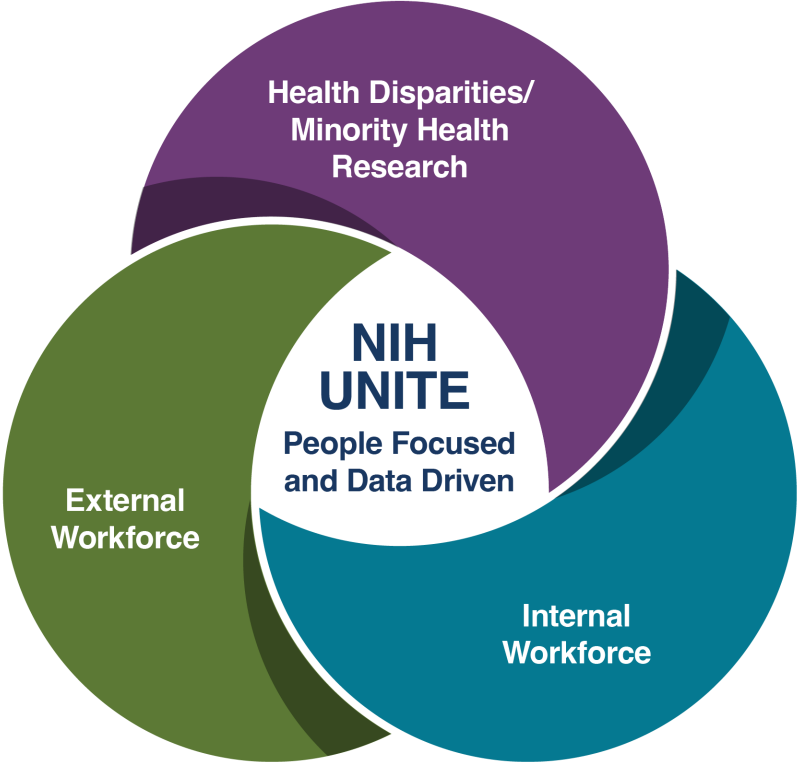 Health Disparities/
Minority Health
Research
NIH
UNITE
People Focused
and Data Driven
External
Workforce
Internal
Workforce